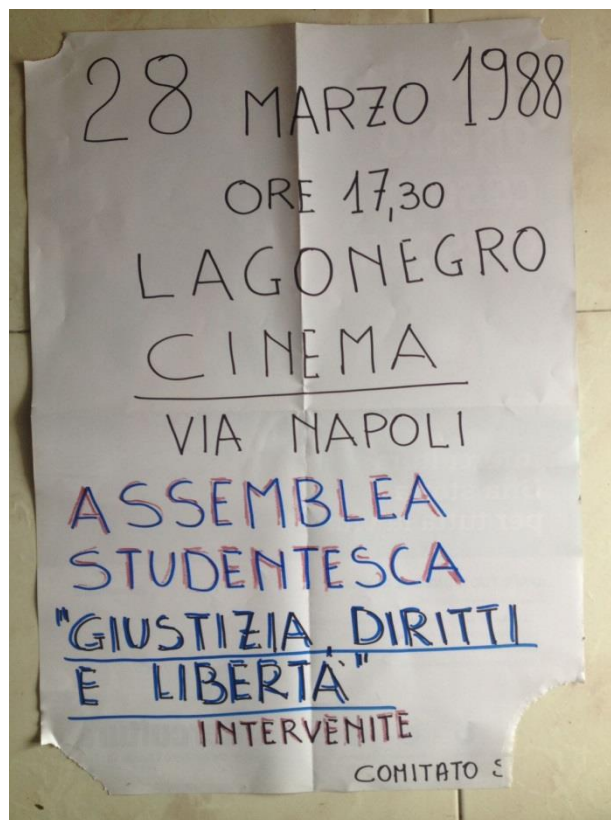 28 MARZO 1988
ORE 17,30
LAGONEGRO
CINEMA
VIA NAPOLI
ASSEMBLEA
STUDENTESCA
"GIUSTIZIA, DIRITTI
E LIBERTÀ"
INTERVENITE
COMITATO